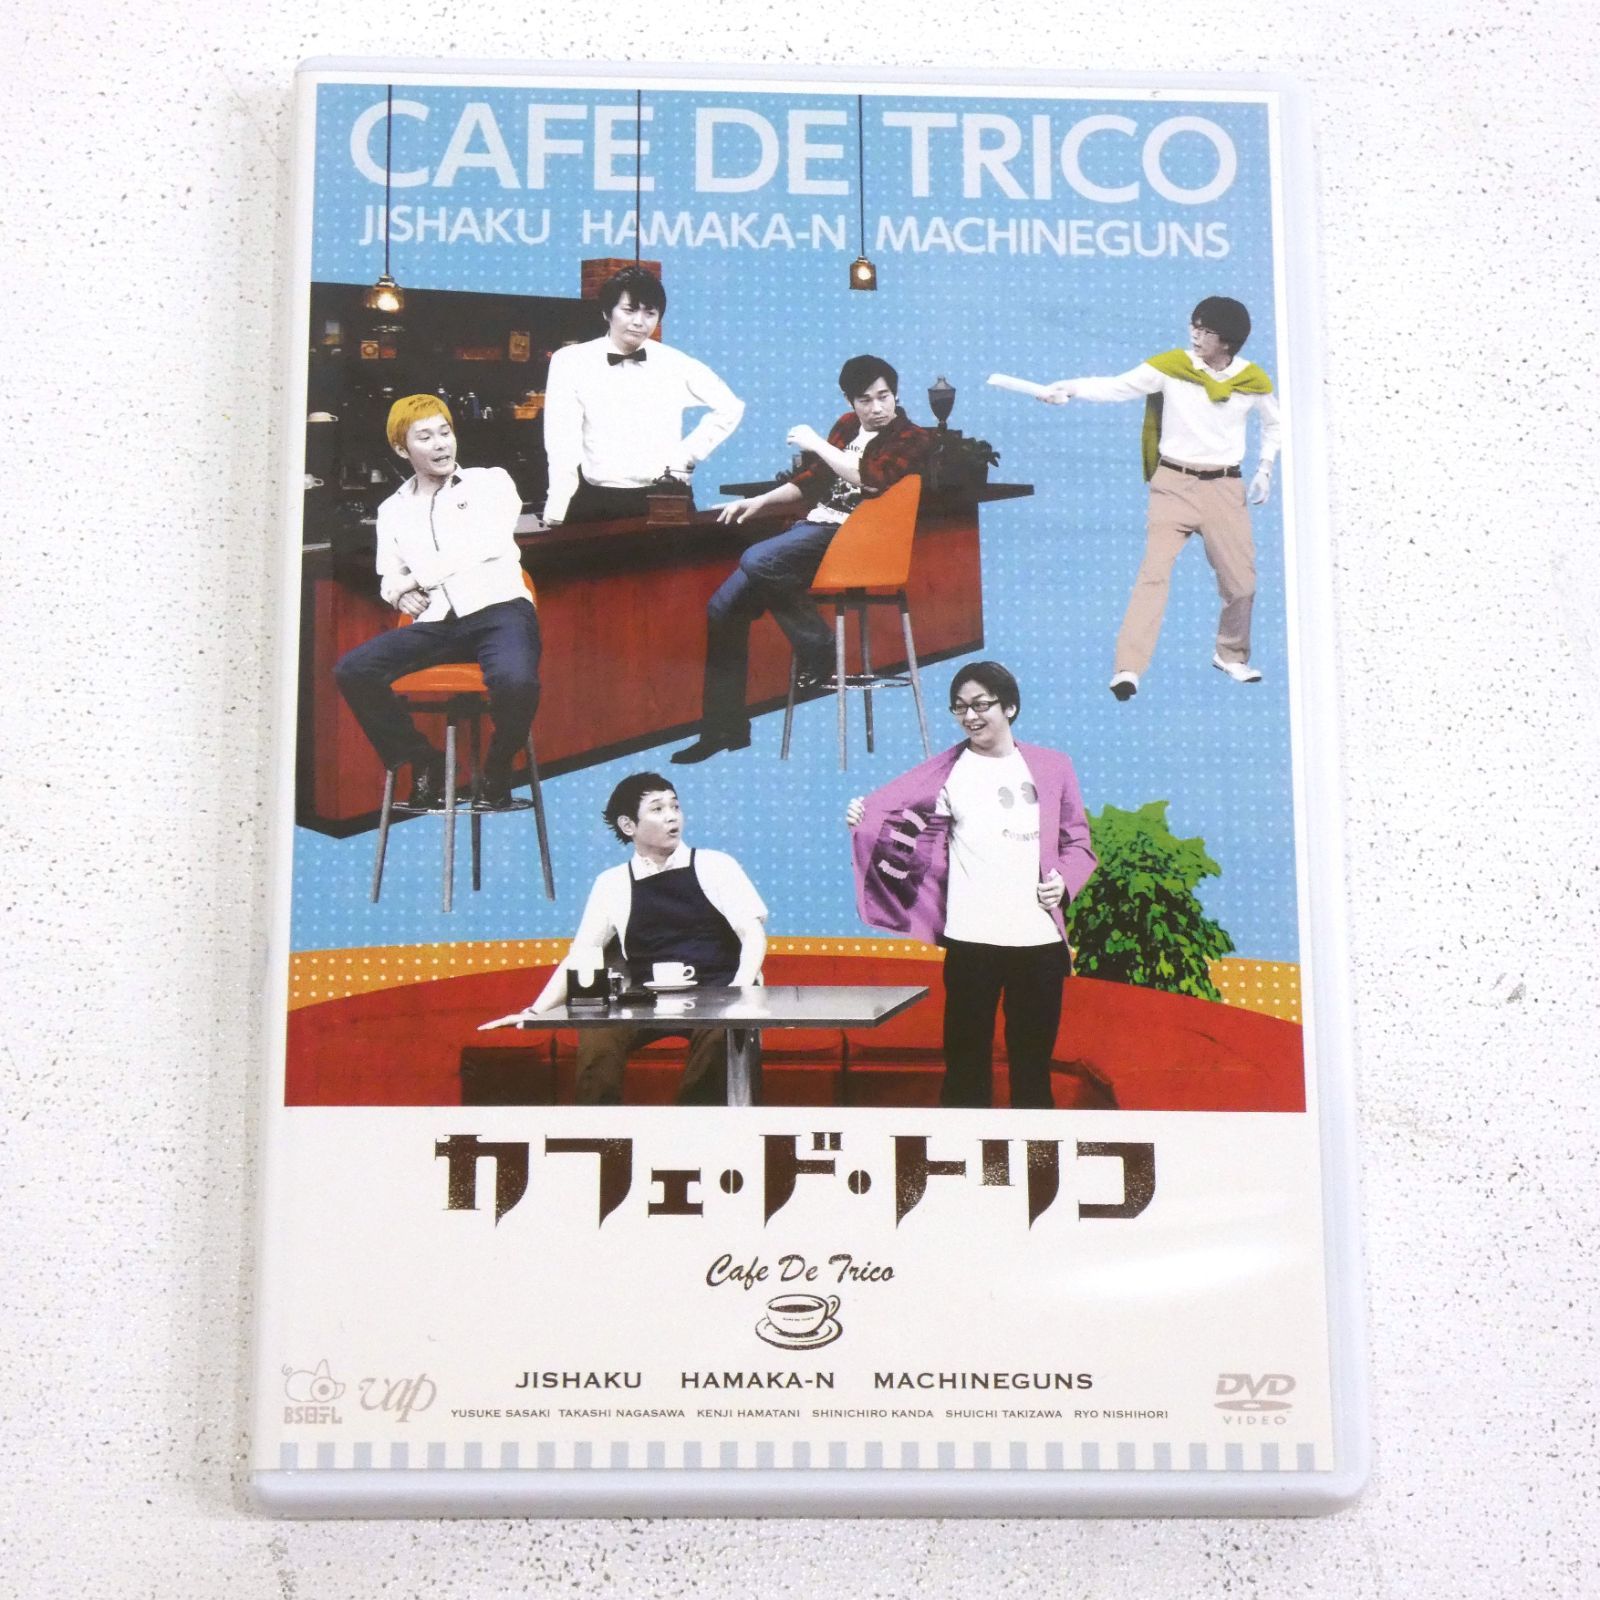 CAFE DE TRICO
JISHAKU HAMAKA-N MACHINEGUNS
カフェ・ド・トリコ
Cafe De Trico
JISHAKU HAMAKA-N MACHINEGUNS
BS日テレ vap DVD VIDEO
YUSUKE SASAKI TAKASHI NAGASAWA KENJI HAMATANI SHINICHIRO KANDA SHUICHI TAKIZAWA RYO NISHIHORI